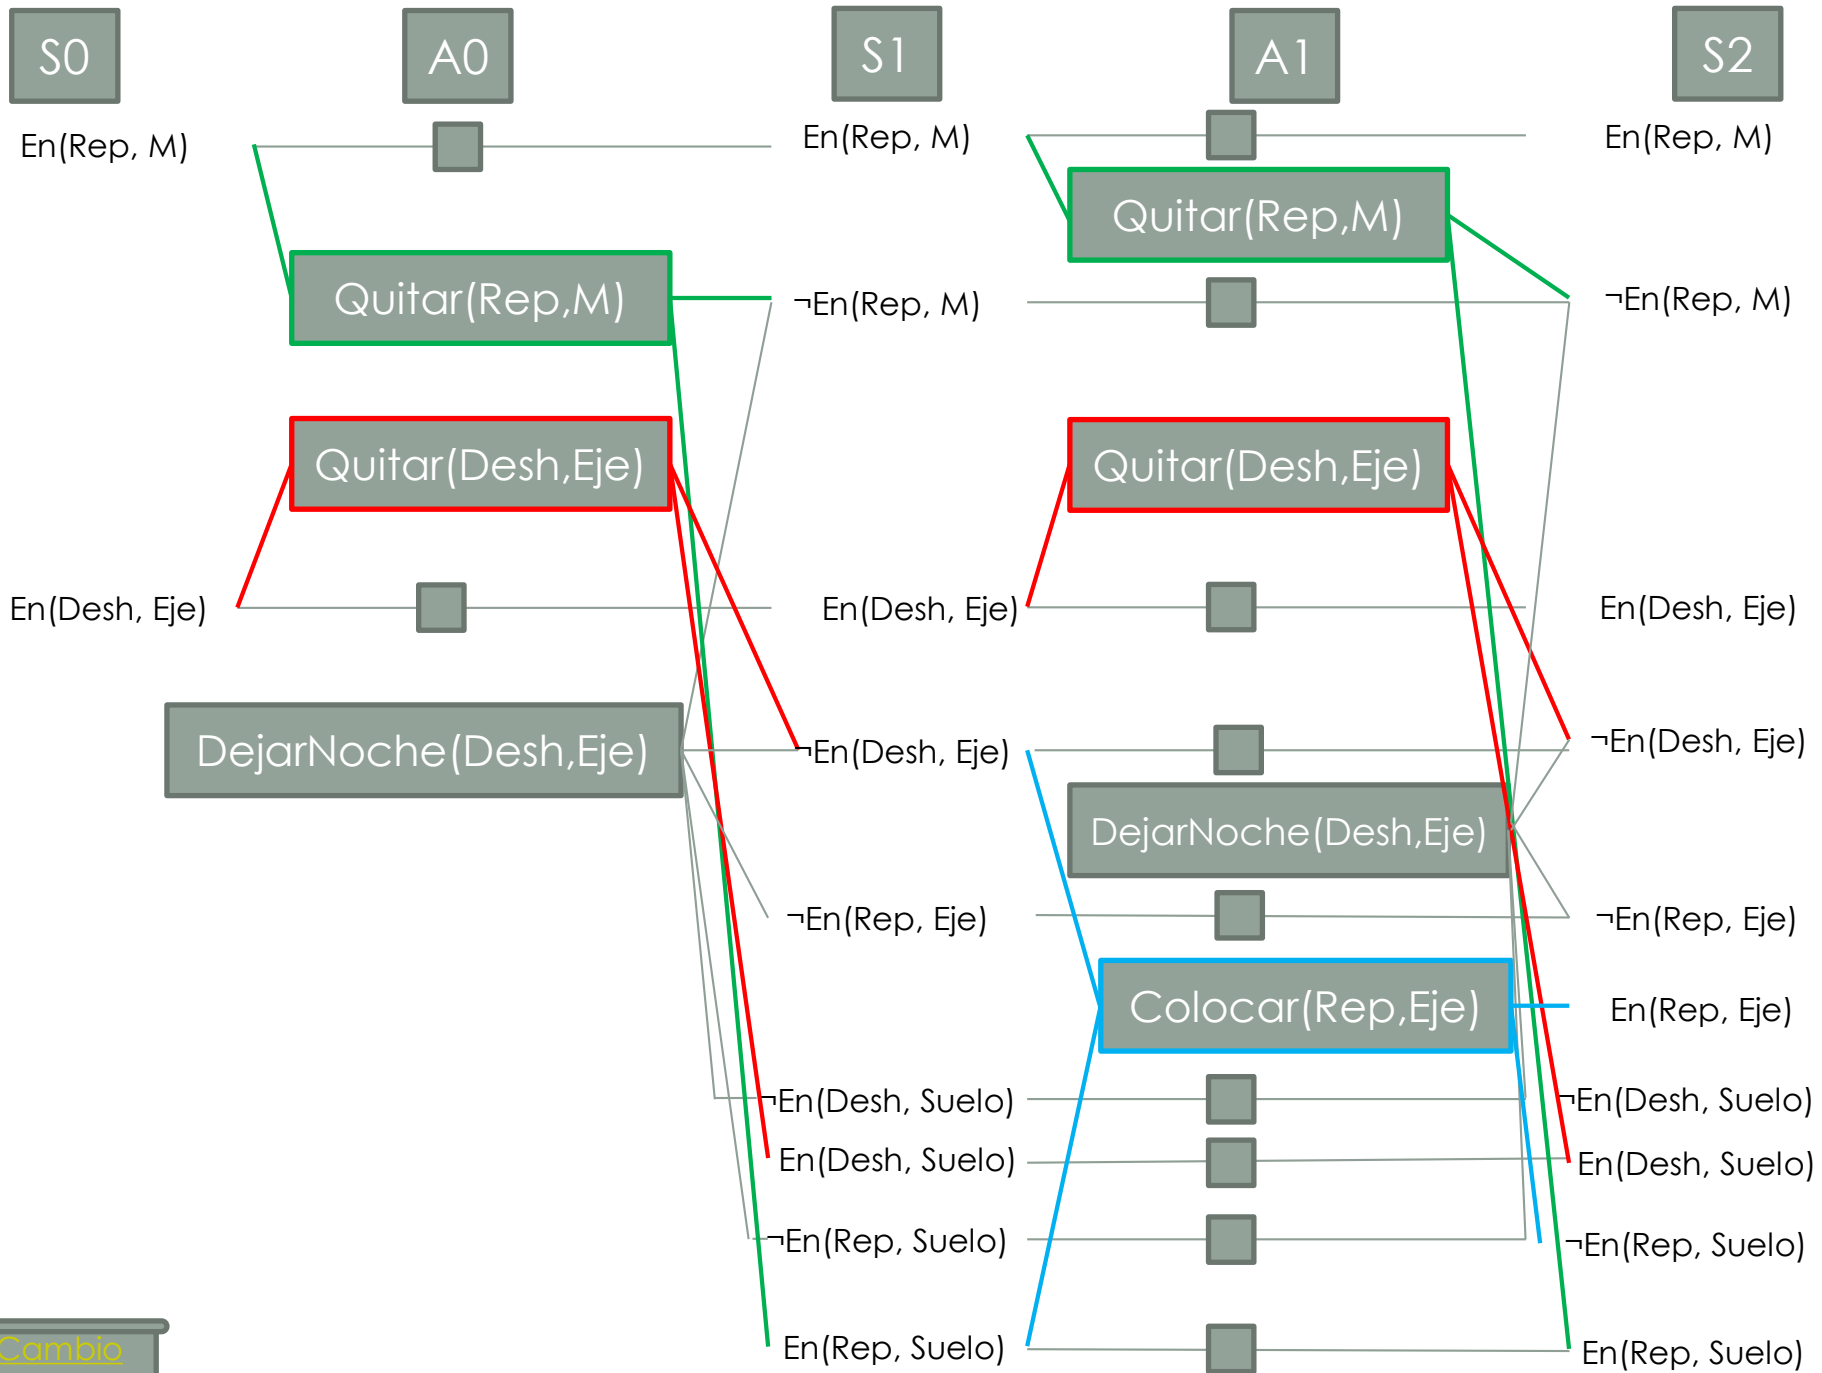 S0
A0
S1
A1
S2
En(Rep, M)
En(Rep, M)
En(Rep, M)
Quitar(Rep,M)
Quitar(Rep,M)
¬En(Rep, M)
¬En(Rep, M)
Quitar(Desh,Eje)
Quitar(Desh,Eje)
En(Desh, Eje)
En(Desh, Eje)
En(Desh, Eje)
DejarNoche(Desh,Eje)
¬En(Desh, Eje)
¬En(Desh, Eje)
DejarNoche(Desh,Eje)
¬En(Rep, Eje)
¬En(Rep, Eje)
Colocar(Rep,Eje)
En(Rep, Eje)
¬En(Desh, Suelo)
¬En(Desh, Suelo)
En(Desh, Suelo)
En(Desh, Suelo)
¬En(Rep, Suelo)
¬En(Rep, Suelo)
En(Rep, Suelo)
En(Rep, Suelo)
Cambio